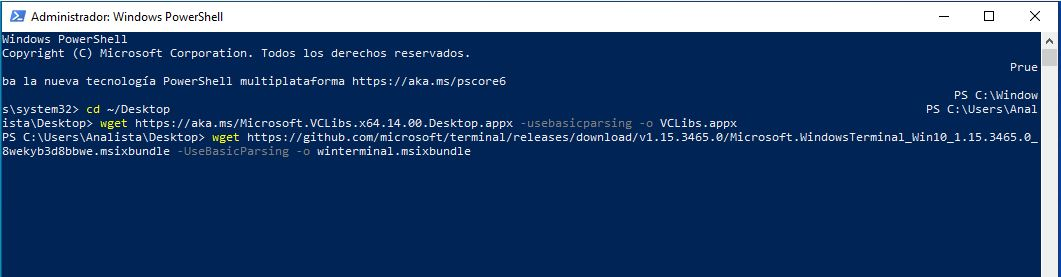 Administrador: Windows PowerShell
Windows PowerShell
Copyright (C) Microsoft Corporation. Todos los derechos reservados.
Prue
ba la nueva tecnología PowerShell multiplataforma https://aka.ms/pscore6
PS C:\Window
s\system32> cd ~/Desktop
PS C:\Users\Anal
ista\Desktop> wget https://aka.ms/Microsoft.VCLibs.x64.14.00.Desktop.appx -usebasicparsing -o VCLibs.appx
PS C:\Users\Analista\Desktop> wget https://github.com/microsoft/terminal/releases/download/v1.15.3465.0/Microsoft.WindowsTerminal_Win10_1.15.3465.0_
8wekyb3d8bbwe.msixbundle -UseBasicParsing -o winterminal.msixbundle